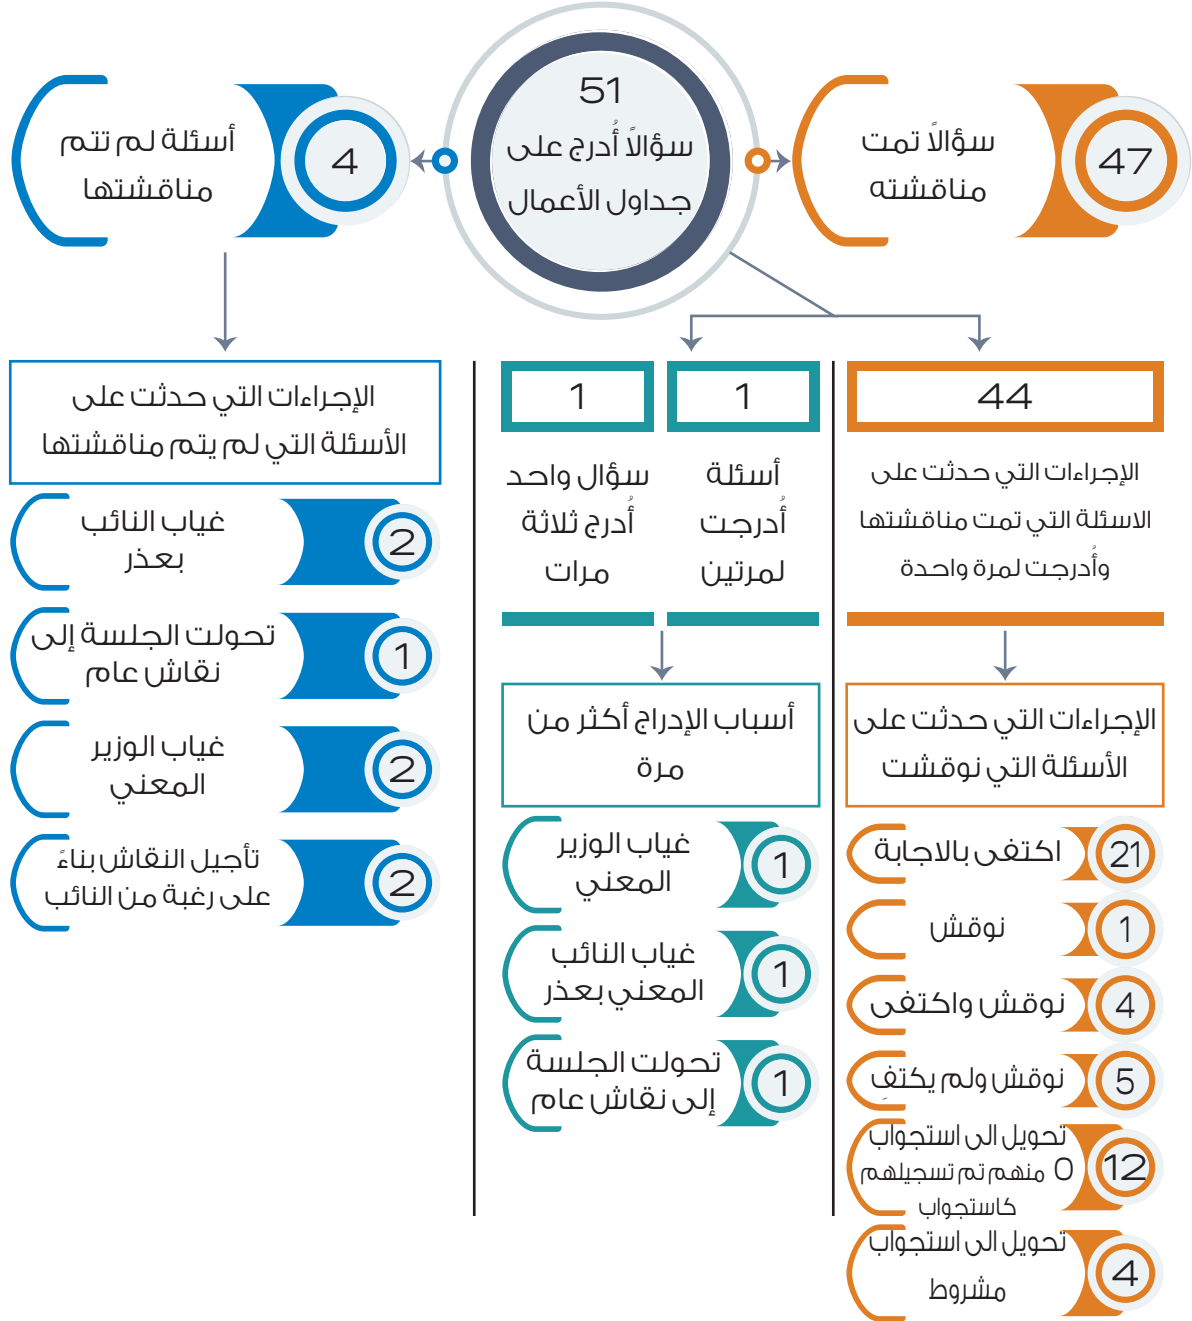 51
سؤالاً أُدرج على
جداول الأعمال
47
سؤالاً تمت
مناقشته
4
أسئلة لم تتم
مناقشتها
44
الإجراءات التي حدثت على
الاسئلة التي تمت مناقشتها
وأُدرجت لمرة واحدة
الإجراءات التي حدثت على
الأسئلة التي نوقشت
21
اكتفى بالاجابة
1
نوقش
4
نوقش واكتفى
5
نوقش ولم يكتفِ
12
تحويل الى استجواب
0 منهم تم تسجيلهم
كاستجواب
4
تحويل الى استجواب
مشروط
1
أسئلة
أُدرجت
لمرتين
1
سؤال واحد
أُدرج ثلاثة
مرات
أسباب الإدراج أكثر من
مرة
1
غياب الوزير
المعني
1
غياب النائب
المعني بعذر
1
تحولت الجلسة
إلى نقاش عام
الإجراءات التي حدثت على
الأسئلة التي لم يتم مناقشتها
2
غياب النائب
بعذر
1
تحولت الجلسة إلى
نقاش عام
2
غياب الوزير
المعني
2
تأجيل النقاش بناءً
على رغبة من النائب